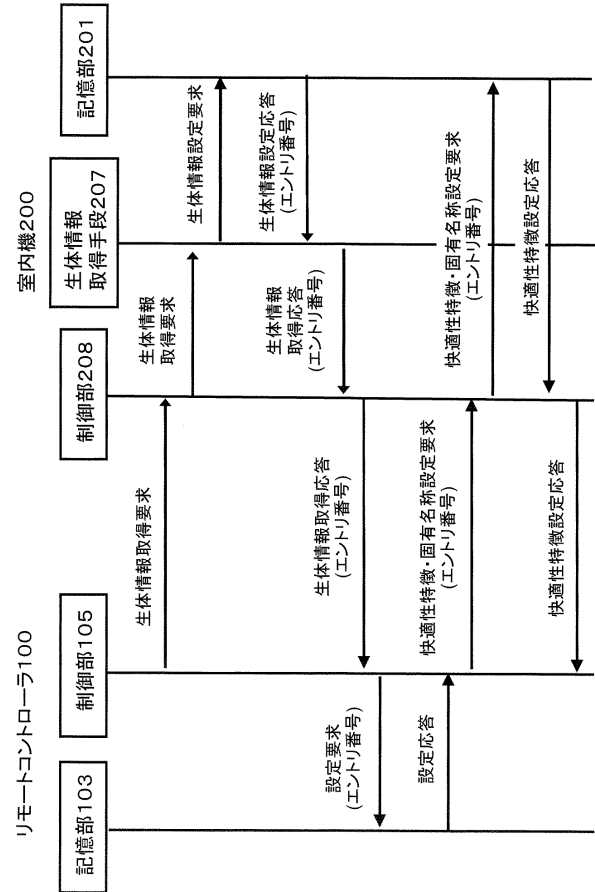 リモートコントローラ100
室内機200
記憶部103
制御部105
制御部208
生体情報
取得手段207
記憶部201
生体情報取得要求
生体情報
取得要求
生体情報設定要求
生体情報設定応答
(エントリ番号)
生体情報
取得応答
(エントリ番号)
生体情報取得応答
(エントリ番号)
設定要求
(エントリ番号)
設定応答
快適性特徴・固有名称設定要求
(エントリ番号)
快適性特徴・固有名称設定要求
(エントリ番号)
快適性特徴設定応答
快適性特徴設定応答